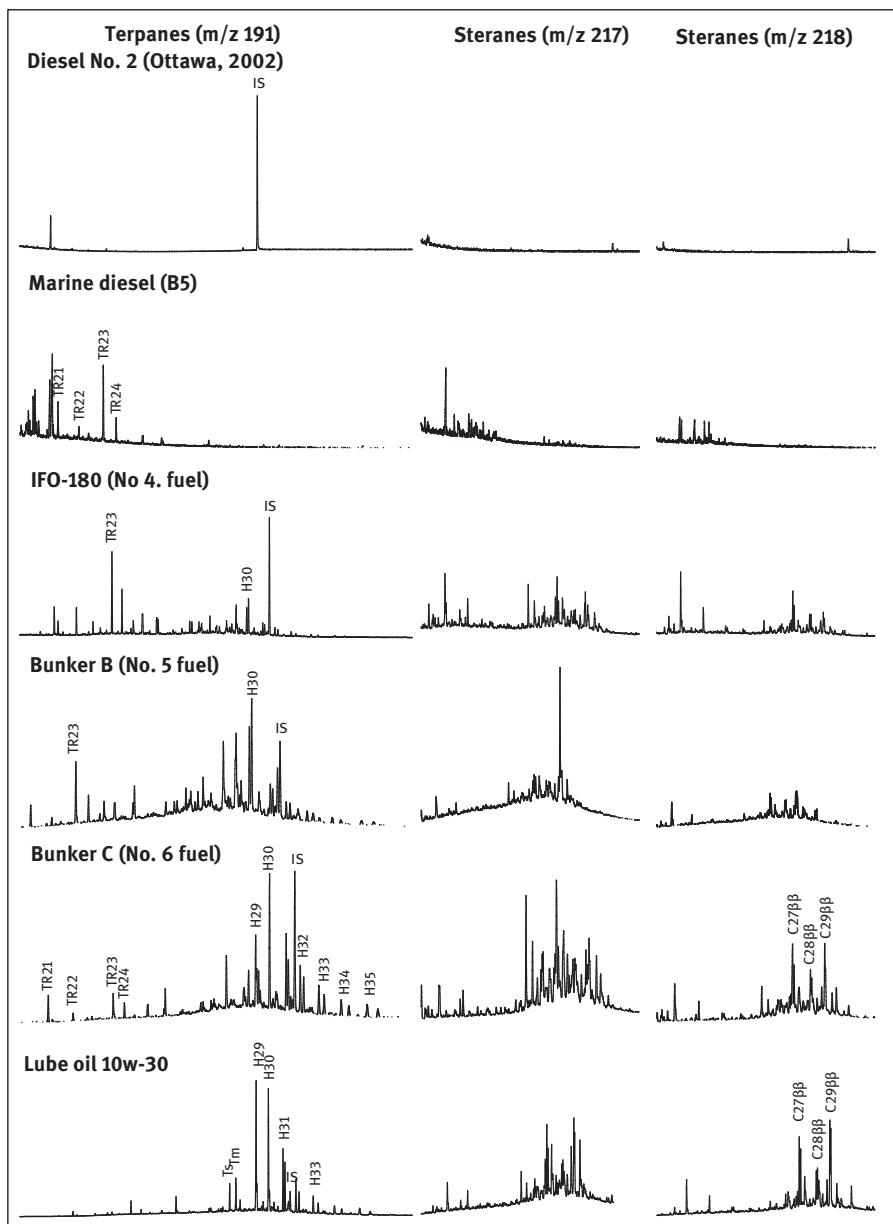 Terpanes (m/z 191) Steranes (m/z 217) Steranes (m/z 218)
Diesel No. 2 (Ottawa, 2002)
IS
Marine diesel (B5)
TR21
TR22
TR23
TR24
IFO-180 (No 4. fuel)
TR23
H30
IS
Bunker B (No. 5 fuel)
TR23
H30
IS
Bunker C (No. 6 fuel)
TR21
TR22
TR23
TR24
H29
H30
IS
H32
H33
H34
H35
C27ββ
C28ββ
C29ββ
Lube oil 10w-30
Ts
Tm
H29
H30
H31
IS
H33
C27ββ
C28ββ
C29ββ